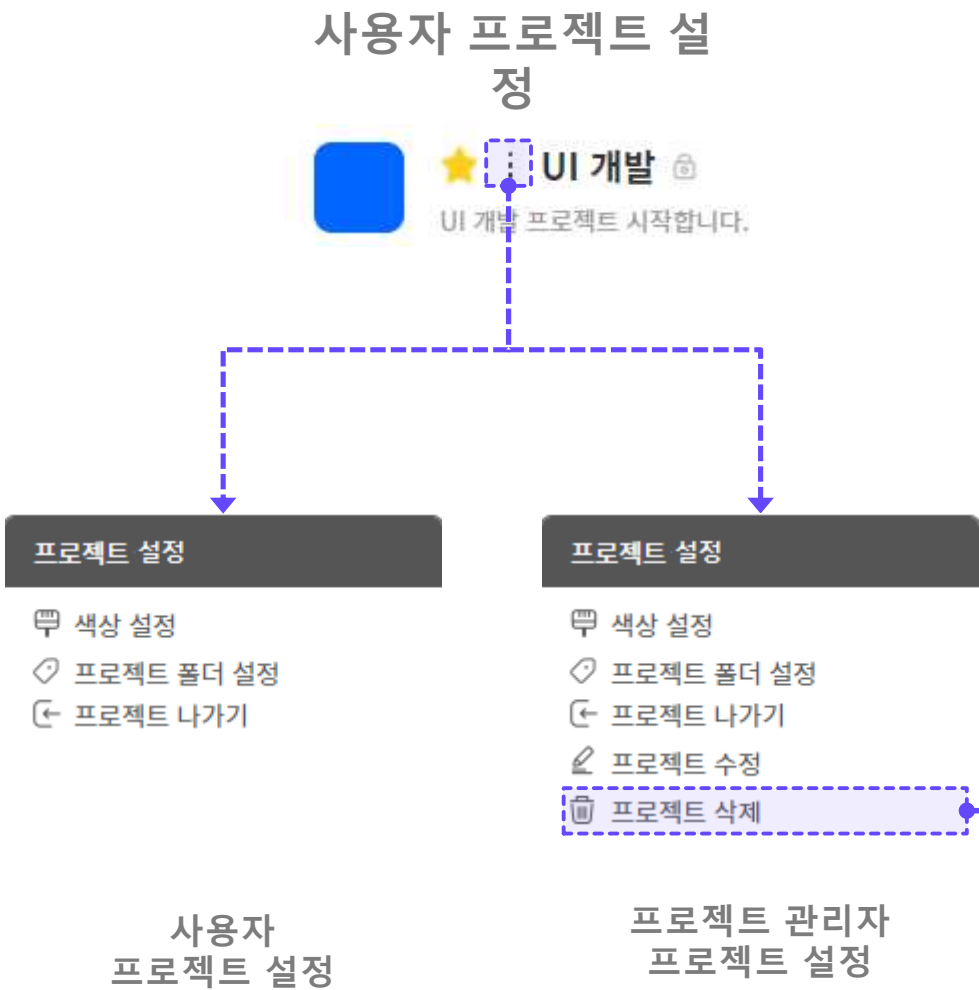 사용자 프로젝트 설
정
UI 개발
UI 개발 프로젝트 시작합니다.
프로젝트 설정
색상 설정
프로젝트 폴더 설정
프로젝트 나가기
사용자
프로젝트 설정
프로젝트 설정
색상 설정
프로젝트 폴더 설정
프로젝트 나가기
프로젝트 수정
프로젝트 삭제
프로젝트 관리자
프로젝트 설정